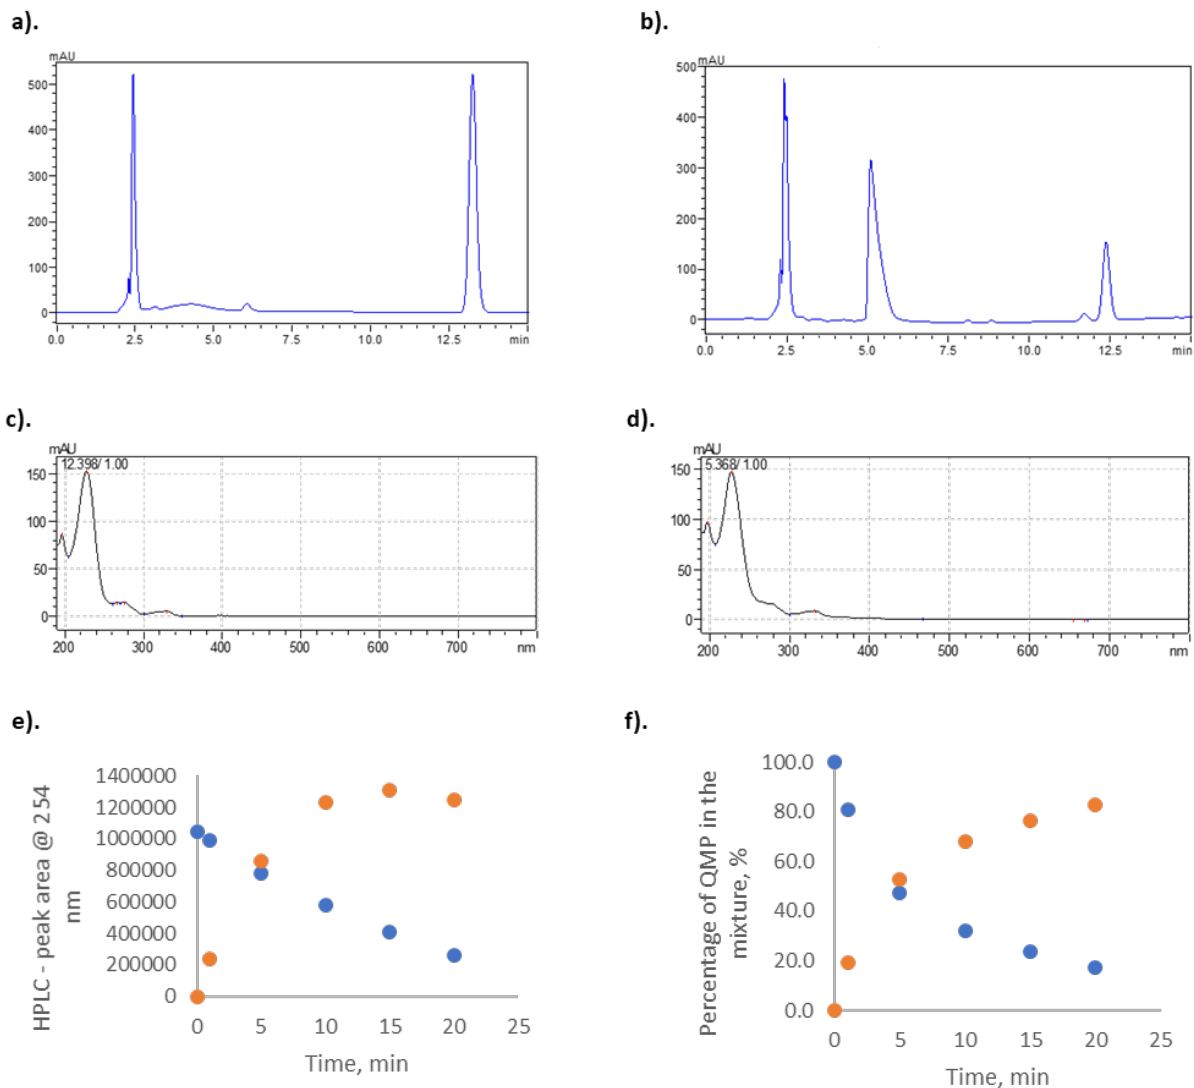 a).
mAU
500
400
300
200
100
0
0.0 2.5 5.0 7.5 10.0 12.5 min
b).
mAU
500
400
300
200
100
0
0.0 2.5 5.0 7.5 10.0 12.5 min
c).
mAU
12.398/ 1.00
150
100
50
0
200 300 400 500 600 700 nm
d).
mAU
5.368/ 1.00
150
100
50
0
200 300 400 500 600 700 nm
e).
HPLC - peak area @ 254
nm
1400000
1200000
1000000
800000
600000
400000
200000
0
0 5 10 15 20 25
Time, min
f).
Percentage of QMP in the
mixture, %
100.0
80.0
60.0
40.0
20.0
0.0
0 5 10 15 20 25
Time, min